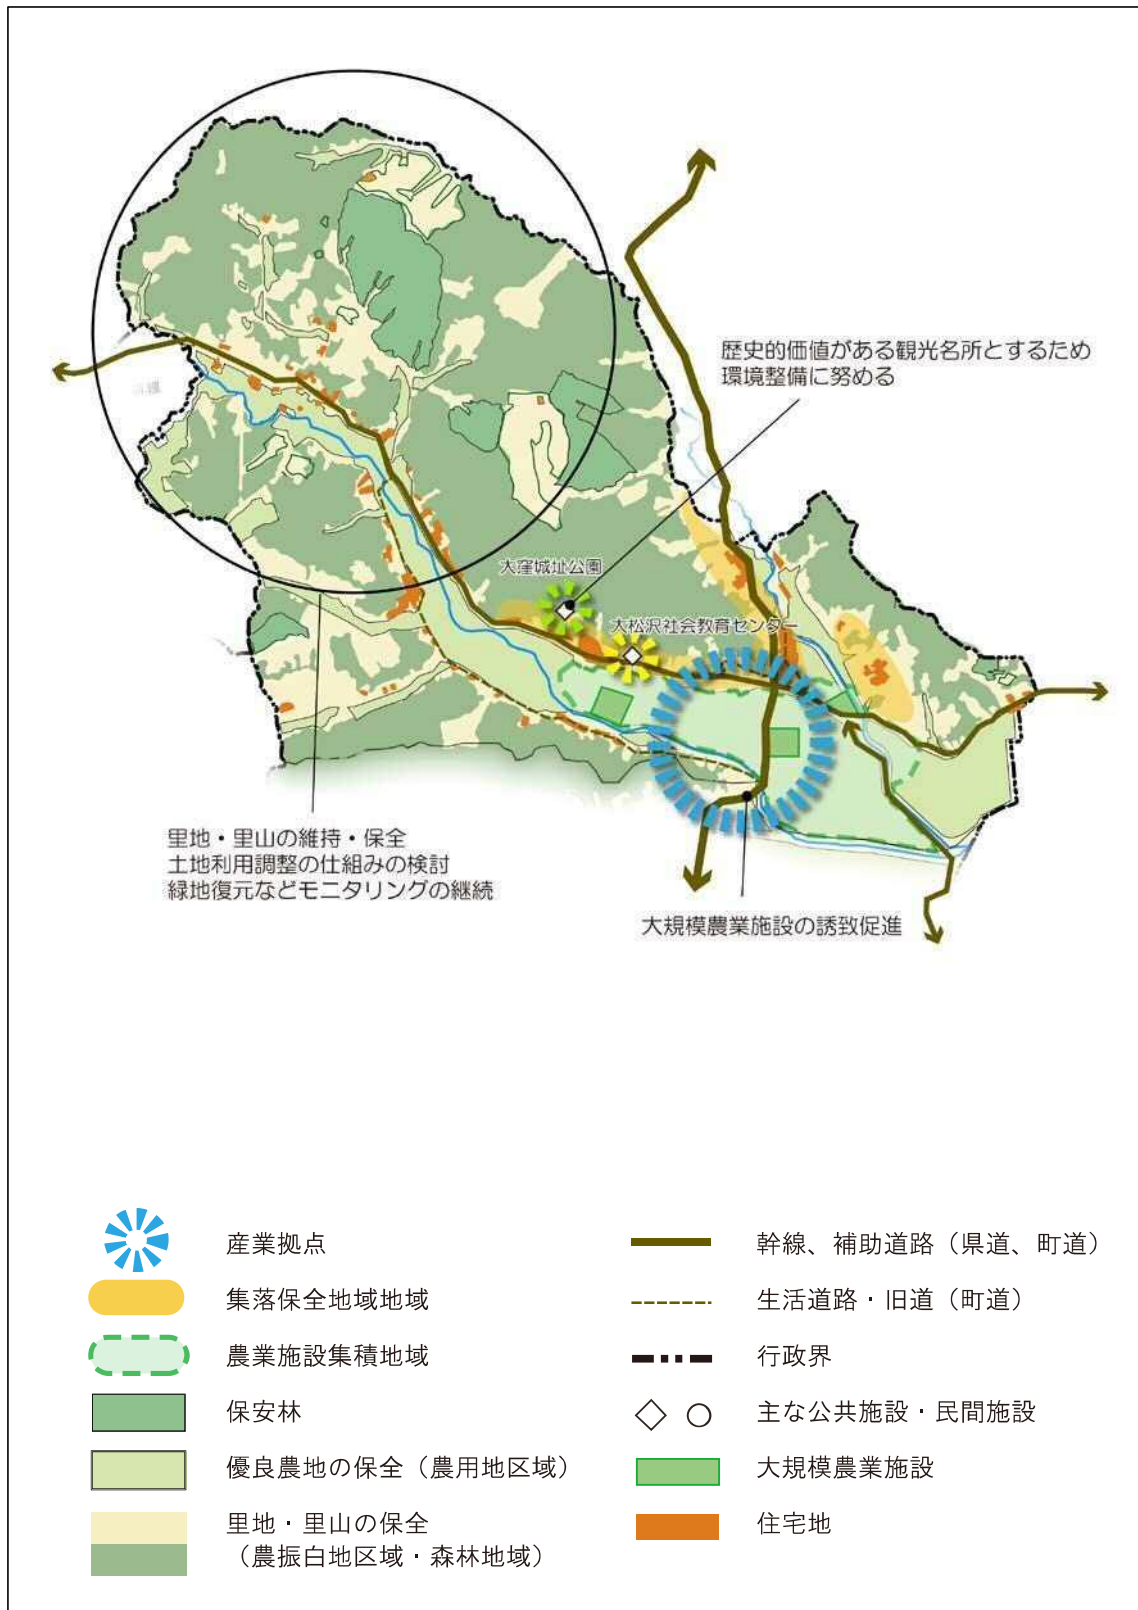 歴史的価値がある観光名所とするため
環境整備に努める
大窪城址公園
大松沢社会教育センター
里地・里山の維持・保全
土地利用調整の仕組みの検討
緑地復元などモニタリングの継続
大規模農業施設の誘致促進
産業拠点
集落保全地域地域
農業施設集積地域
保安林
優良農地の保全（農用地区域）
里地・里山の保全
（農振白地区域・森林地域）
幹線、補助道路（県道、町道）
生活道路・旧道（町道）
行政界
主な公共施設・民間施設
大規模農業施設
住宅地